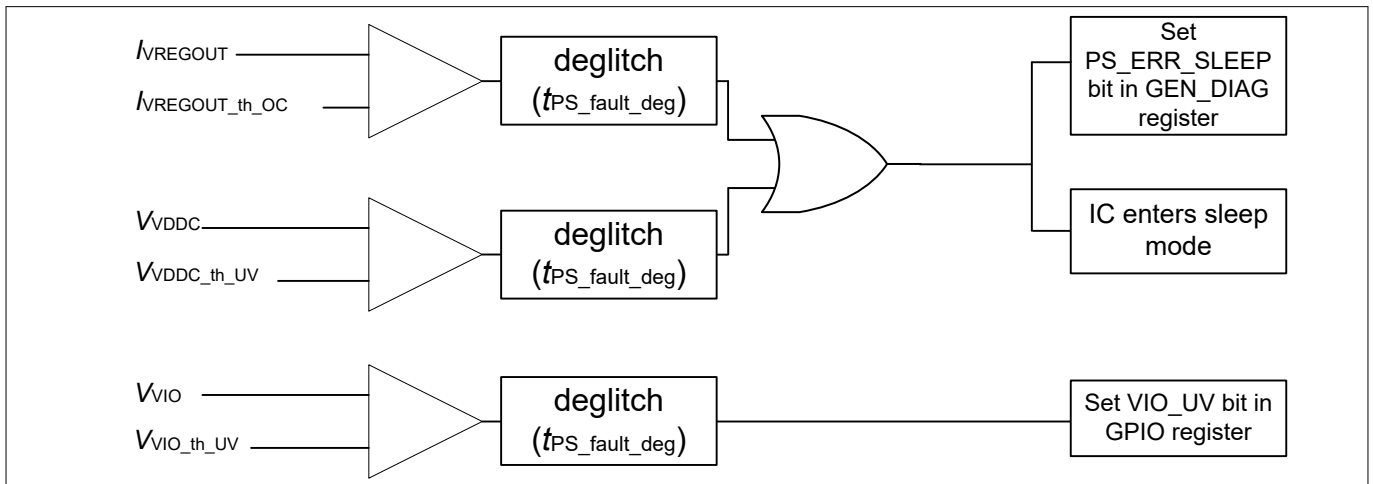 IVREGOUT
IVREGOUT_th_OC
deglitch
(tPS_fault_deg)
Set
PS_ERR_SLEEP
bit in GEN_DIAG
register
VVDDC
VVDDC_th_UV
deglitch
(tPS_fault_deg)
IC enters sleep
mode
VVIO
VVIO_th_UV
deglitch
(tPS_fault_deg)
Set VIO_UV bit in
GPIO register